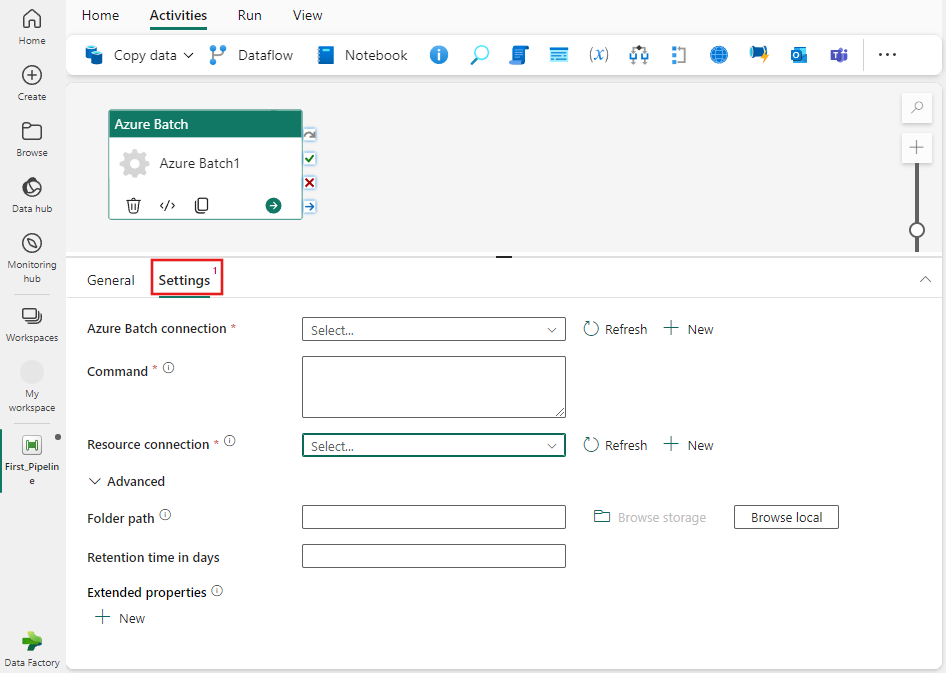 Home
Activities
Run
View
Home
Copy data
Dataflow
Notebook
(x)
Create
Browse
Data hub
Monitoring
hub
Workspaces
My
workspace
First_Pipelin
e
Data Factory
Azure Batch
Azure Batch1
General
Settings 1
Azure Batch connection *
Select...
Refresh
New
Command *
Resource connection *
Select...
Refresh
New
Advanced
Folder path
Browse storage
Browse local
Retention time in days
Extended properties
New